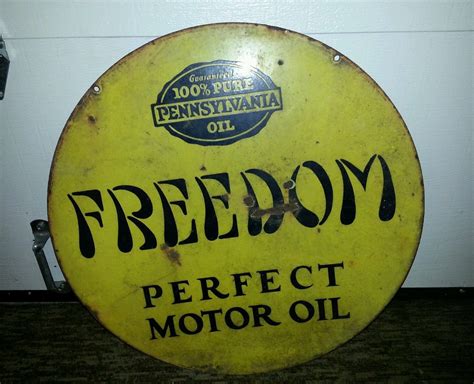 Guaranteed
100% PURE
PENNSYLVANIA
OIL
FREEDOM
PERFECT
MOTOR OIL